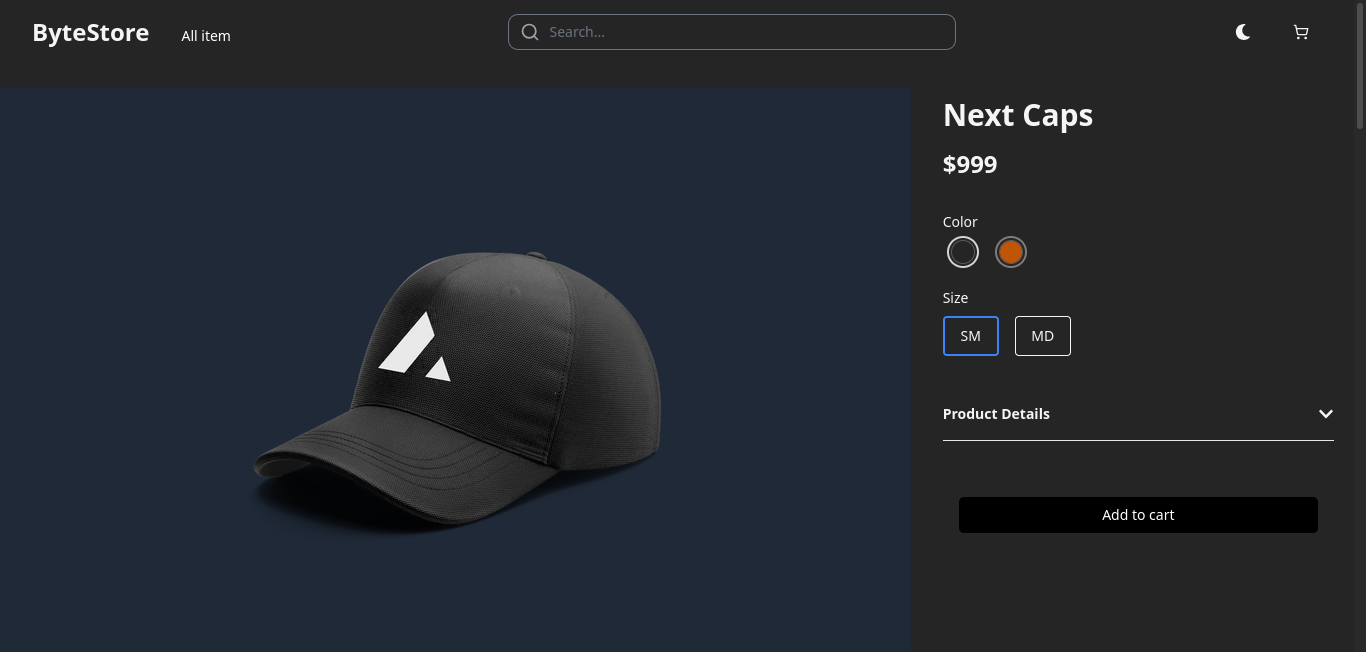 ByteStore
All item
Search...
Next Caps
$999
Color
Size
SM
MD
Product Details
Add to cart